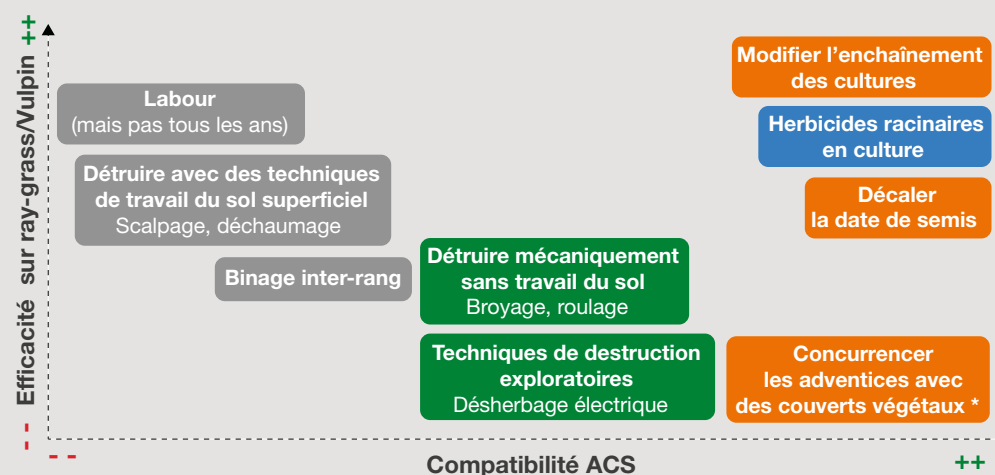 Efficacité sur ray-grass/Vulpin ++
Modifier l'enchaînement
des cultures
Labour
(mais pas tous les ans)
Herbicides racinaires
en culture
Détruire avec des techniques
de travail du sol superficiel
Scalpage, déchaumage
Décaler
la date de semis
Binage inter-rang
Détruire mécaniquement
sans travail du sol
Broyage, roulage
Techniques de destruction
exploratoires
Désherbage électrique
Concurrencer
les adventices avec
des couverts végétaux *
- -
- -
Compatibilité ACS
++